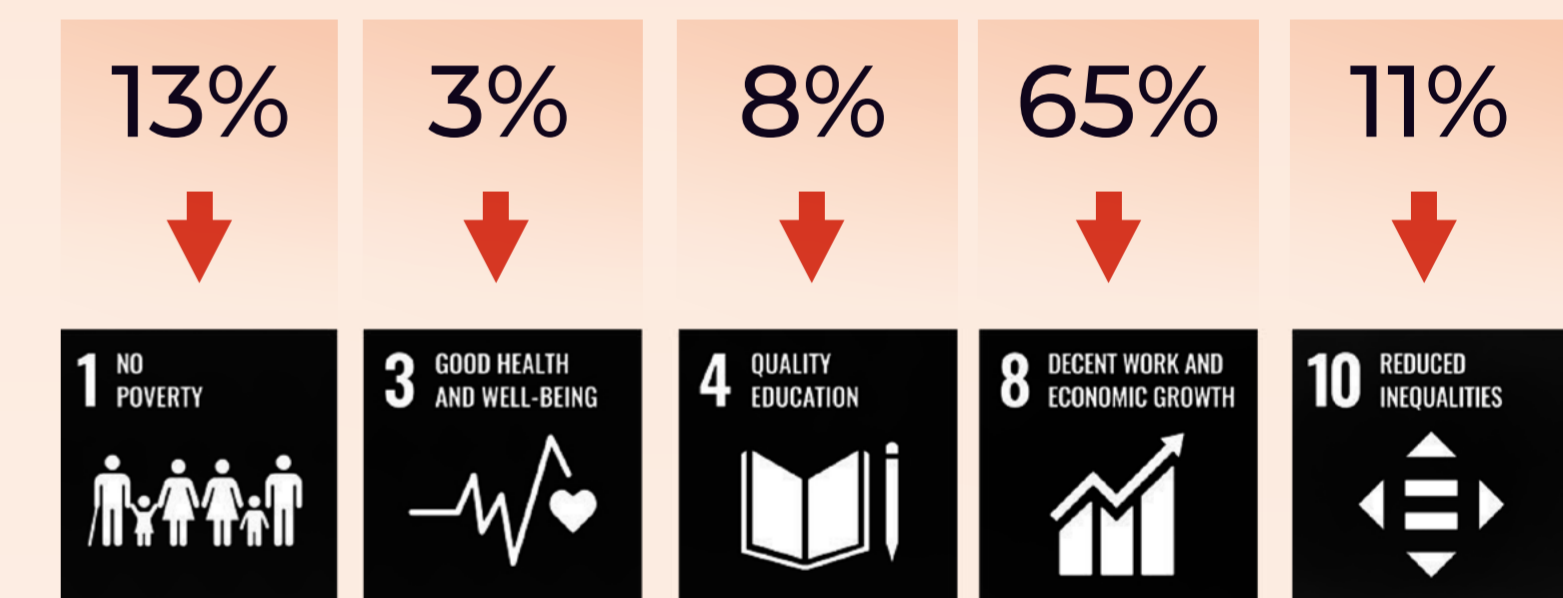 13%
3%
8%
65%
11%
1 NO
POVERTY
3 GOOD HEALTH
AND WELL-BEING
4 QUALITY
EDUCATION
8 DECENT WORK AND
ECONOMIC GROWTH
10 REDUCED
INEQUALITIES